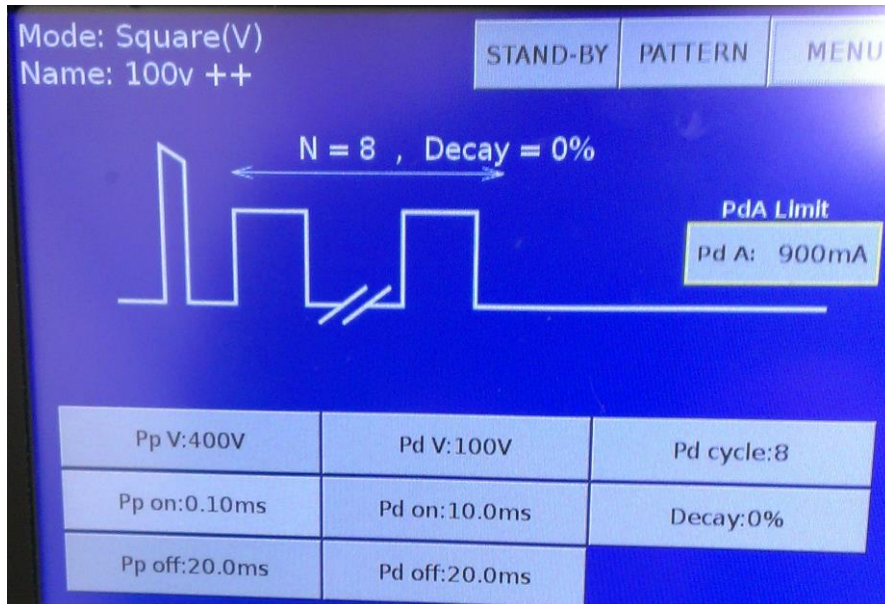 Mode: Square(V)
Name: 100v ++
STAND-BY
PATTERN
MENU
N = 8 , Decay = 0%
PdA Limit
Pd A: 900mA
Pp V:400V
Pd V:100V
Pd cycle:8
Pp on:0.10ms
Pd on:10.0ms
Decay:0%
Pp off:20.0ms
Pd off:20.0ms